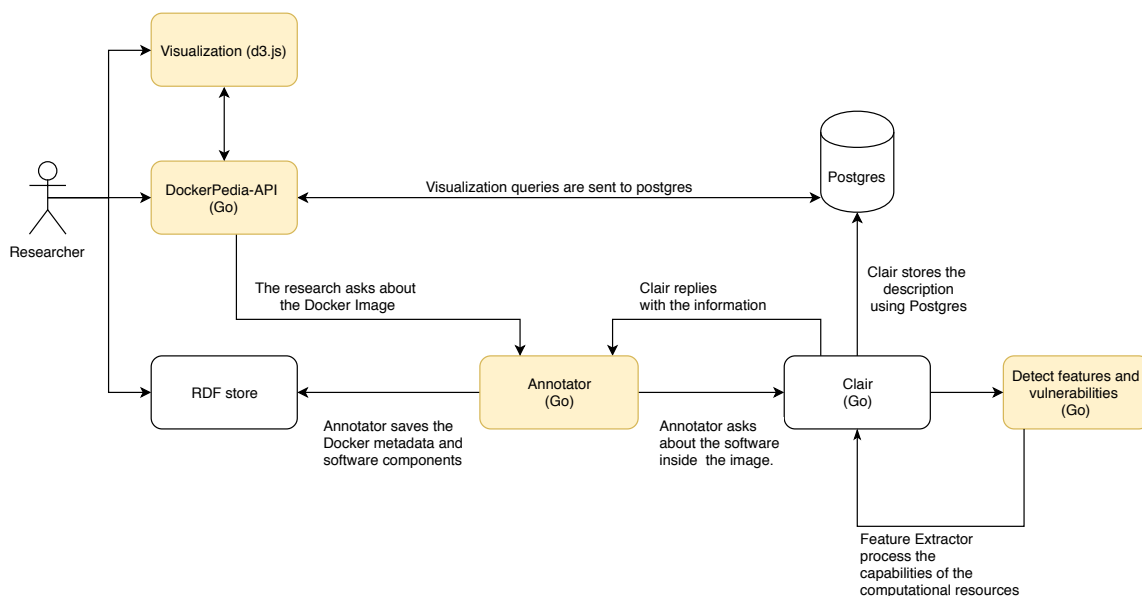 Visualization (d3.js)
DockerPedia-API
(Go)
Visualization queries are sent to postgres
Postgres
Researcher
The research asks about
the Docker Image
Clair replies
with the information
Clair stores the
description
using Postgres
RDF store
Annotator
(Go)
Clair
(Go)
Detect features and
vulnerabilities
(Go)
Annotator saves the
Docker metadata and
software components
Annotator asks
about the software
inside the image.
Feature Extractor
process the
capabilities of the
computational resources